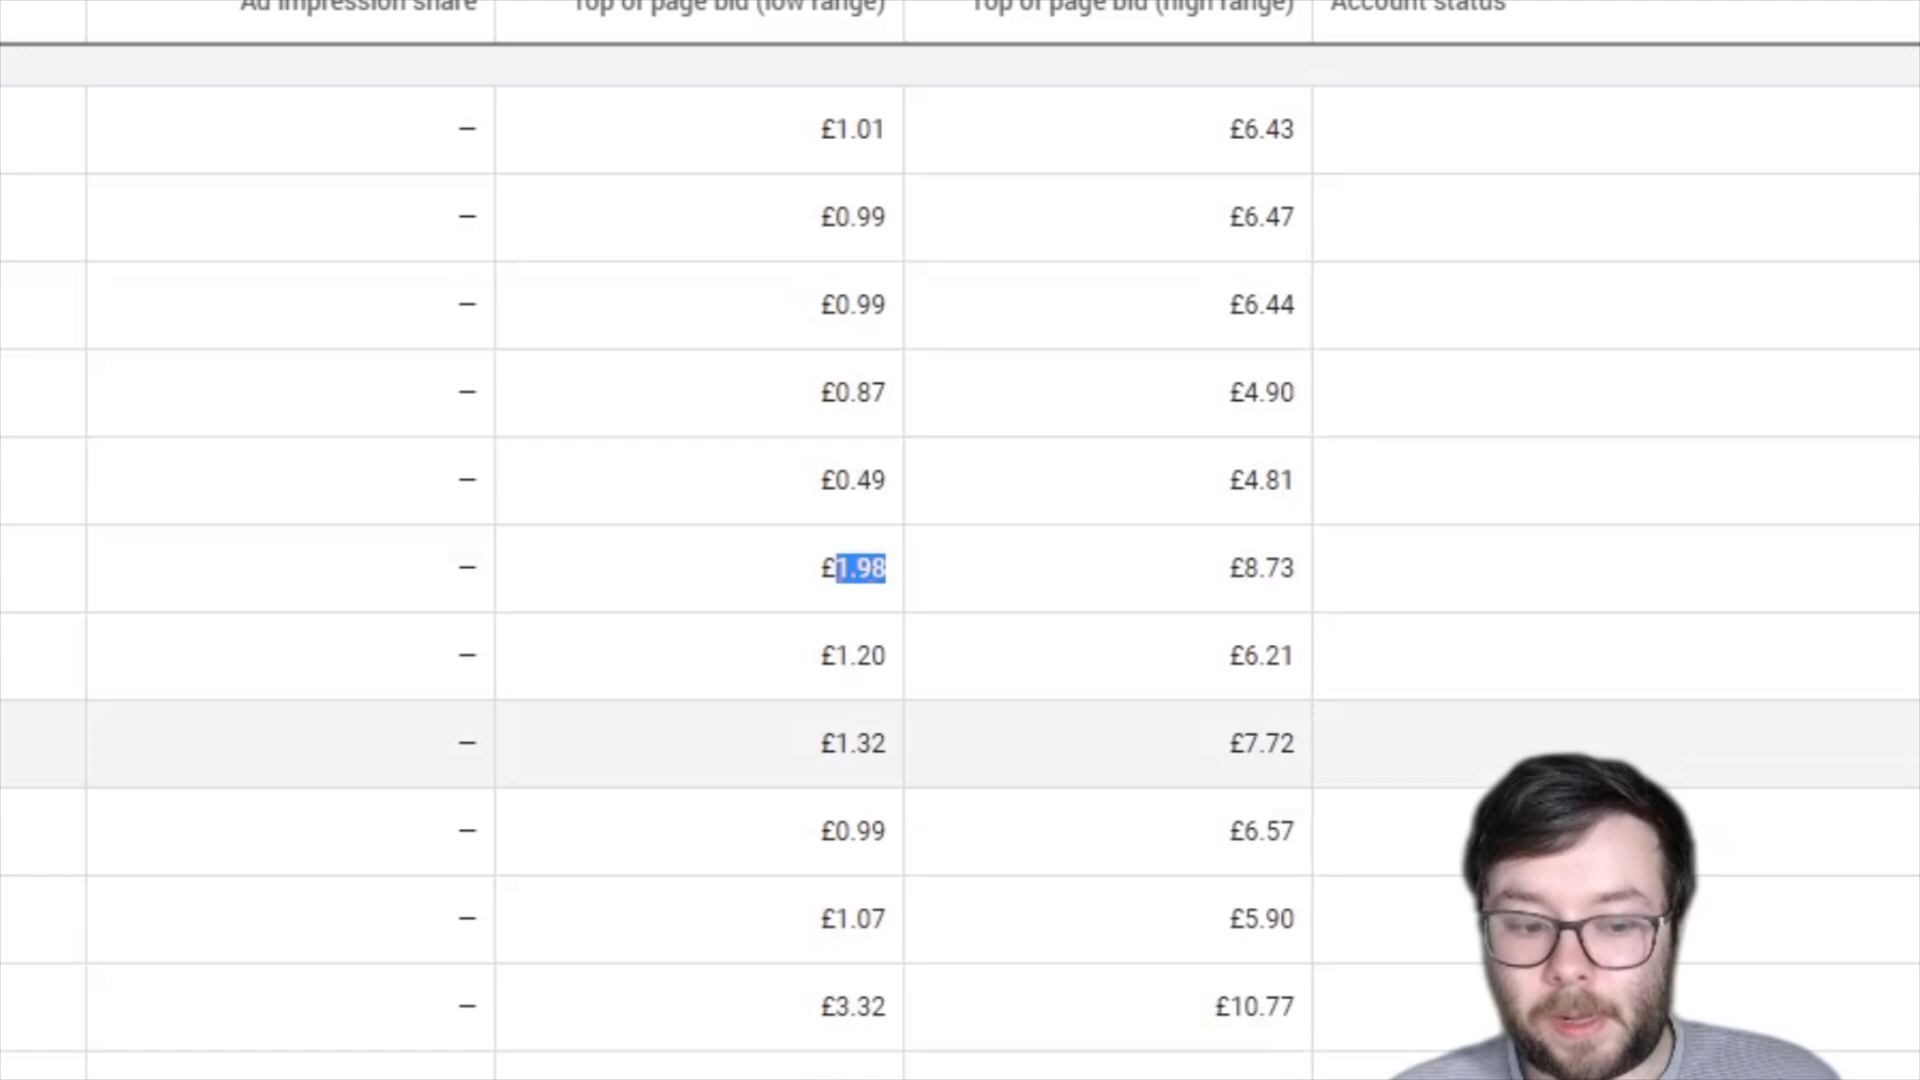 Ad impression share Top of page bid (low range) Top of page bid (high range) Account status
– £1.01 £6.43
– £0.99 £6.47
– £0.99 £6.44
– £0.87 £4.90
– £0.49 £4.81
– £1.98 £8.73
– £1.20 £6.21
– £1.32 £7.72
– £0.99 £6.57
– £1.07 £5.90
– £3.32 £10.77